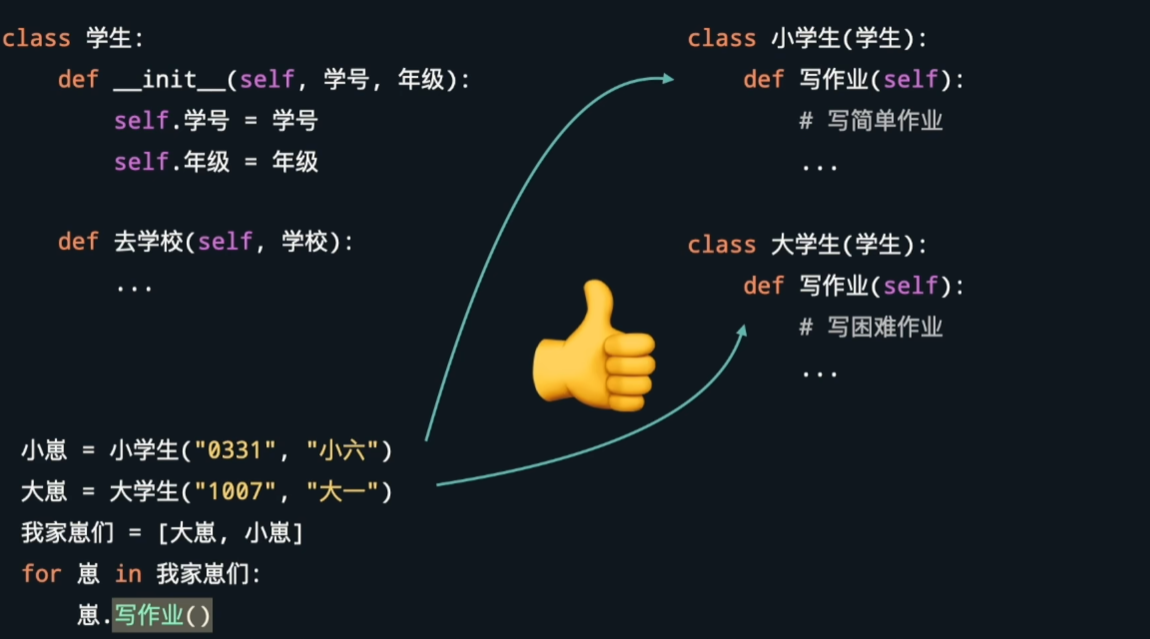 class 学生:
    def __init__(self, 学号, 年级):
        self.学号 = 学号
        self.年级 = 年级
    def 去学校(self, 学校):
        ...
class 小学生(学生):
    def 写作业(self):
        # 写简单作业
        ...
class 大学生(学生):
    def 写作业(self):
        # 写困难作业
        ...
小崽 = 小学生("0331", "小六")
大崽 = 大学生("1007", "大一")
我家崽们 = [大崽, 小崽]
for 崽 in 我家崽们:
    崽.写作业()